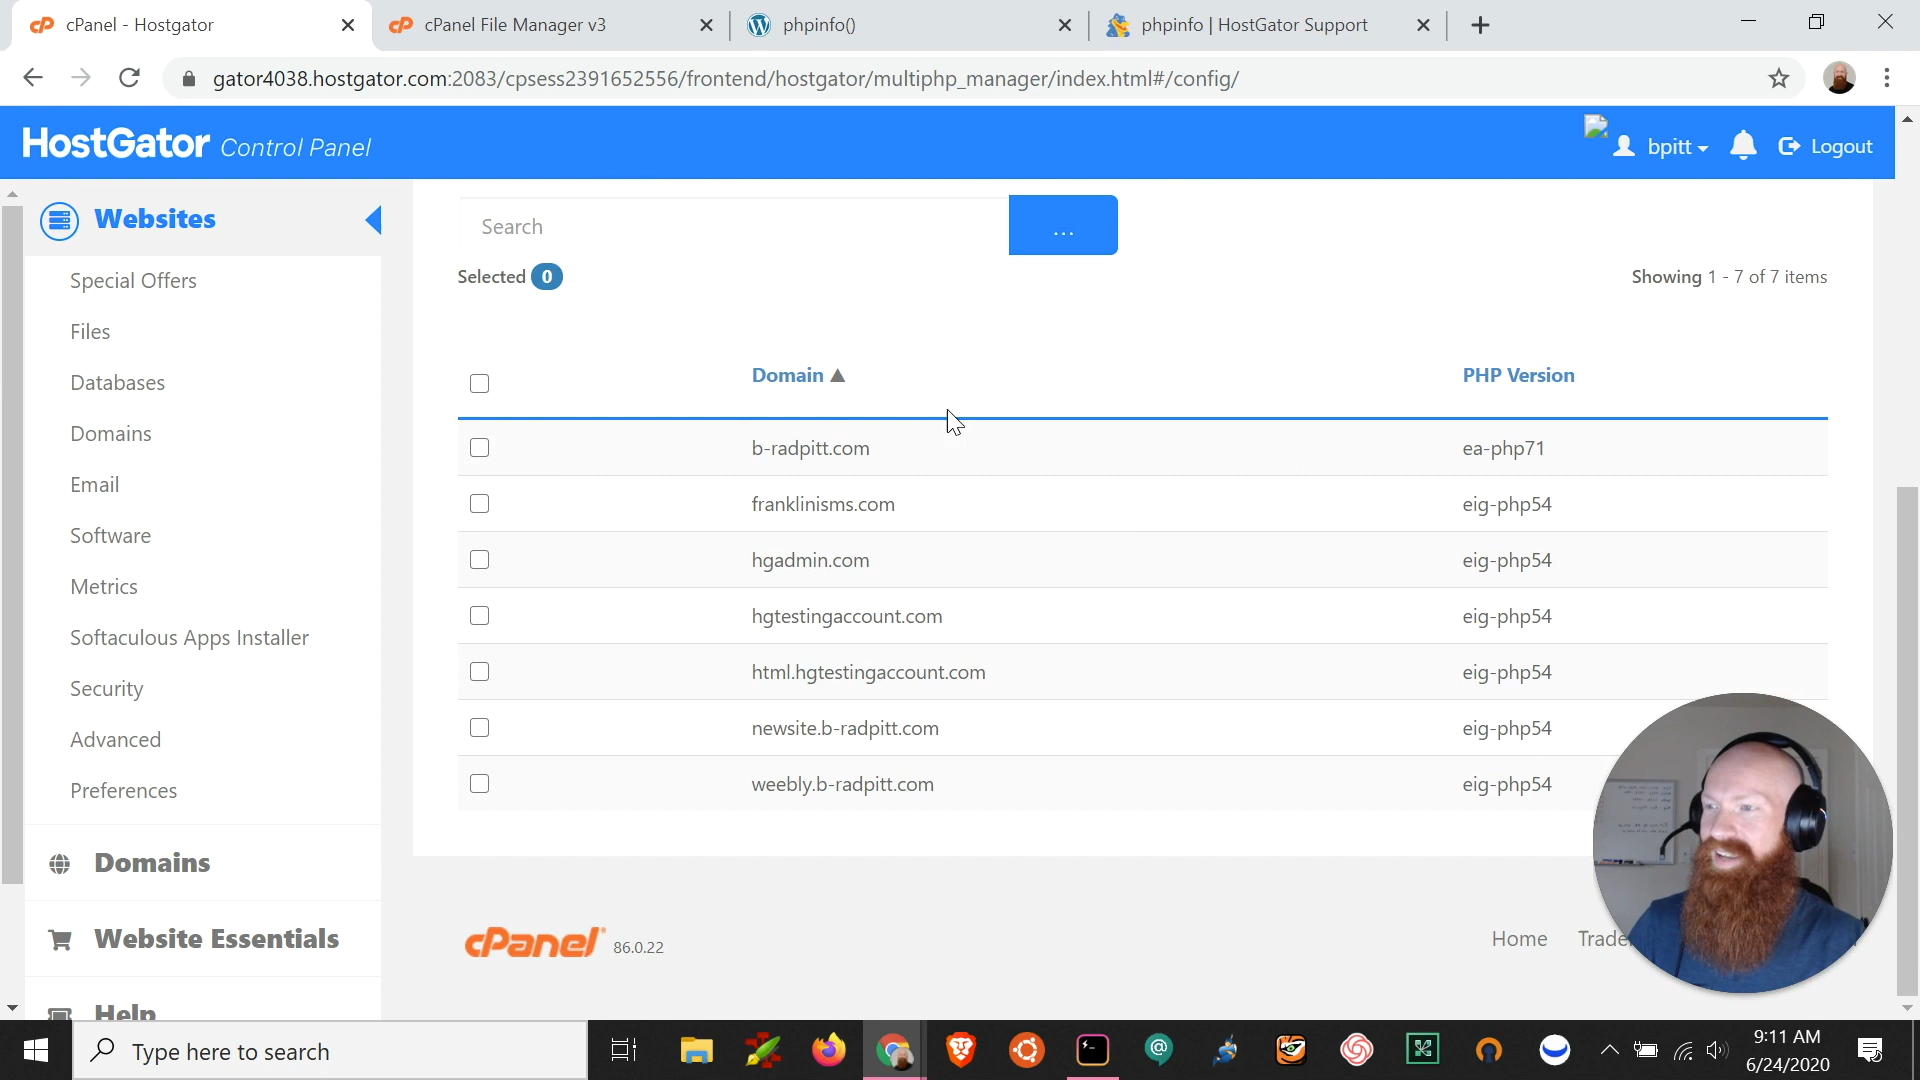 cPanel - Hostgator
cPanel File Manager v3
phpinfo()
phpinfo | HostGator Support
gator4038.hostgator.com:2083/cpsess2391652556/frontend/hostgator/multiphp_manager/index.html#/config/
HostGator Control Panel
bpitt
Logout
Websites
Special Offers
Files
Databases
Domains
Email
Software
Metrics
Softaculous Apps Installer
Security
Advanced
Preferences
Domains
Website Essentials
Help
Search
...
Selected 0
Showing 1 - 7 of 7 items
Domain ▲ PHP Version
b-radpitt.com ea-php71
franklinisms.com eig-php54
hgadmin.com eig-php54
hgtestingaccount.com eig-php54
html.hgtestingaccount.com eig-php54
newsite.b-radpitt.com eig-php54
weebly.b-radpitt.com eig-php54
cPanel 86.0.22
Home
Type here to search
9:11 AM
6/24/2020